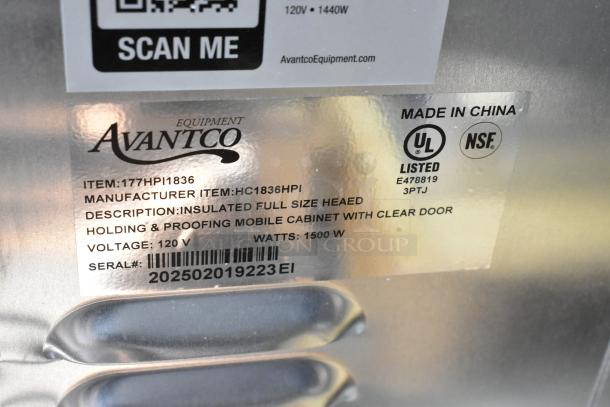 120V • 1440W
SCAN ME
AvantcoEquipment.com
EQUIPMENT
AVANTCO
MADE IN CHINA
UL
NSF
LISTED
E478819
3PTJ
ITEM:177HPI1836
MANUFACTURER ITEM:HC1836HPI
DESCRIPTION:INSULATED FULL SIZE HEAED
HOLDING & PROOFING MOBILE CABINET WITH CLEAR DOOR
VOLTAGE: 120 V WATTS: 1500 W
GROUP
SERIAL#:
202502019223EI